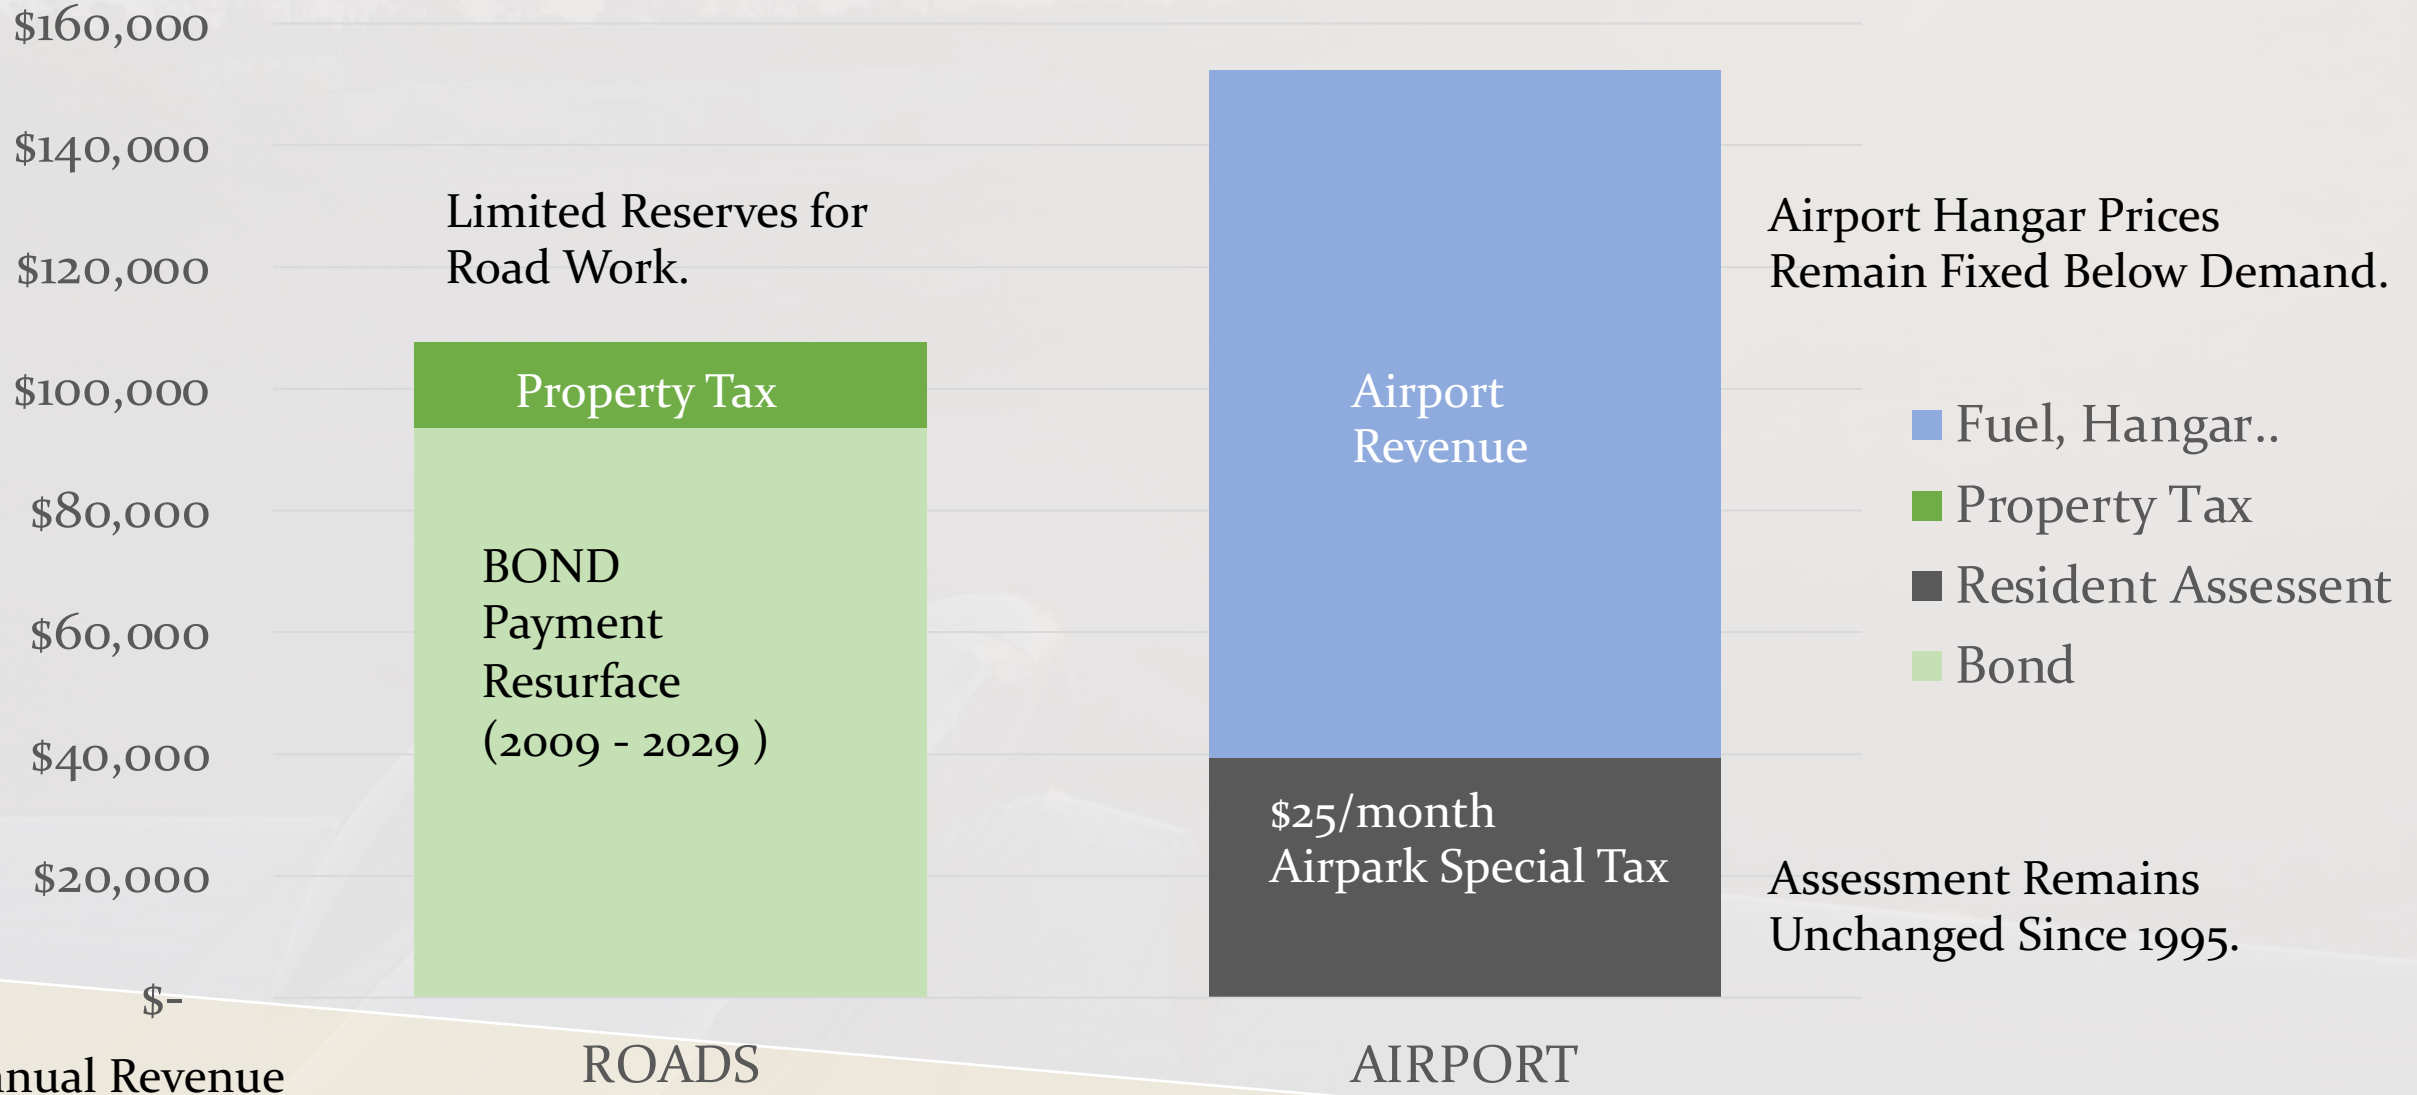 $160,000
$140,000
$120,000
$100,000
$80,000
$60,000
$40,000
$20,000
$-
Limited Reserves for
Road Work.
Property Tax
BOND
Payment
Resurface
(2009 - 2029 )
Airport
Revenue
$25/month
Airpark Special Tax
Airport Hangar Prices
Remain Fixed Below Demand.
Fuel, Hangar..
Property Tax
Resident Assessent
Bond
Assessment Remains
Unchanged Since 1995.
ROADS
AIRPORT
nual Revenue